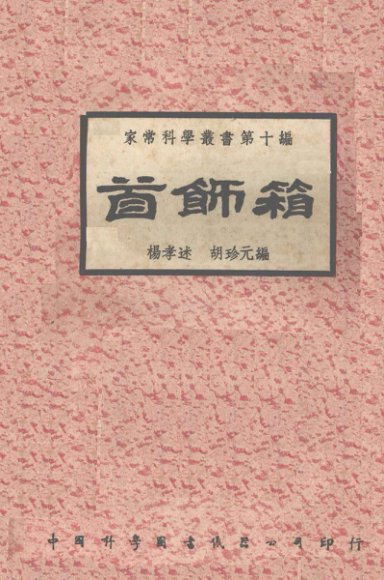 家常科學叢書第十編
首飾箱
楊孝述 胡珍元編
中國科學圖書儀器公司印行